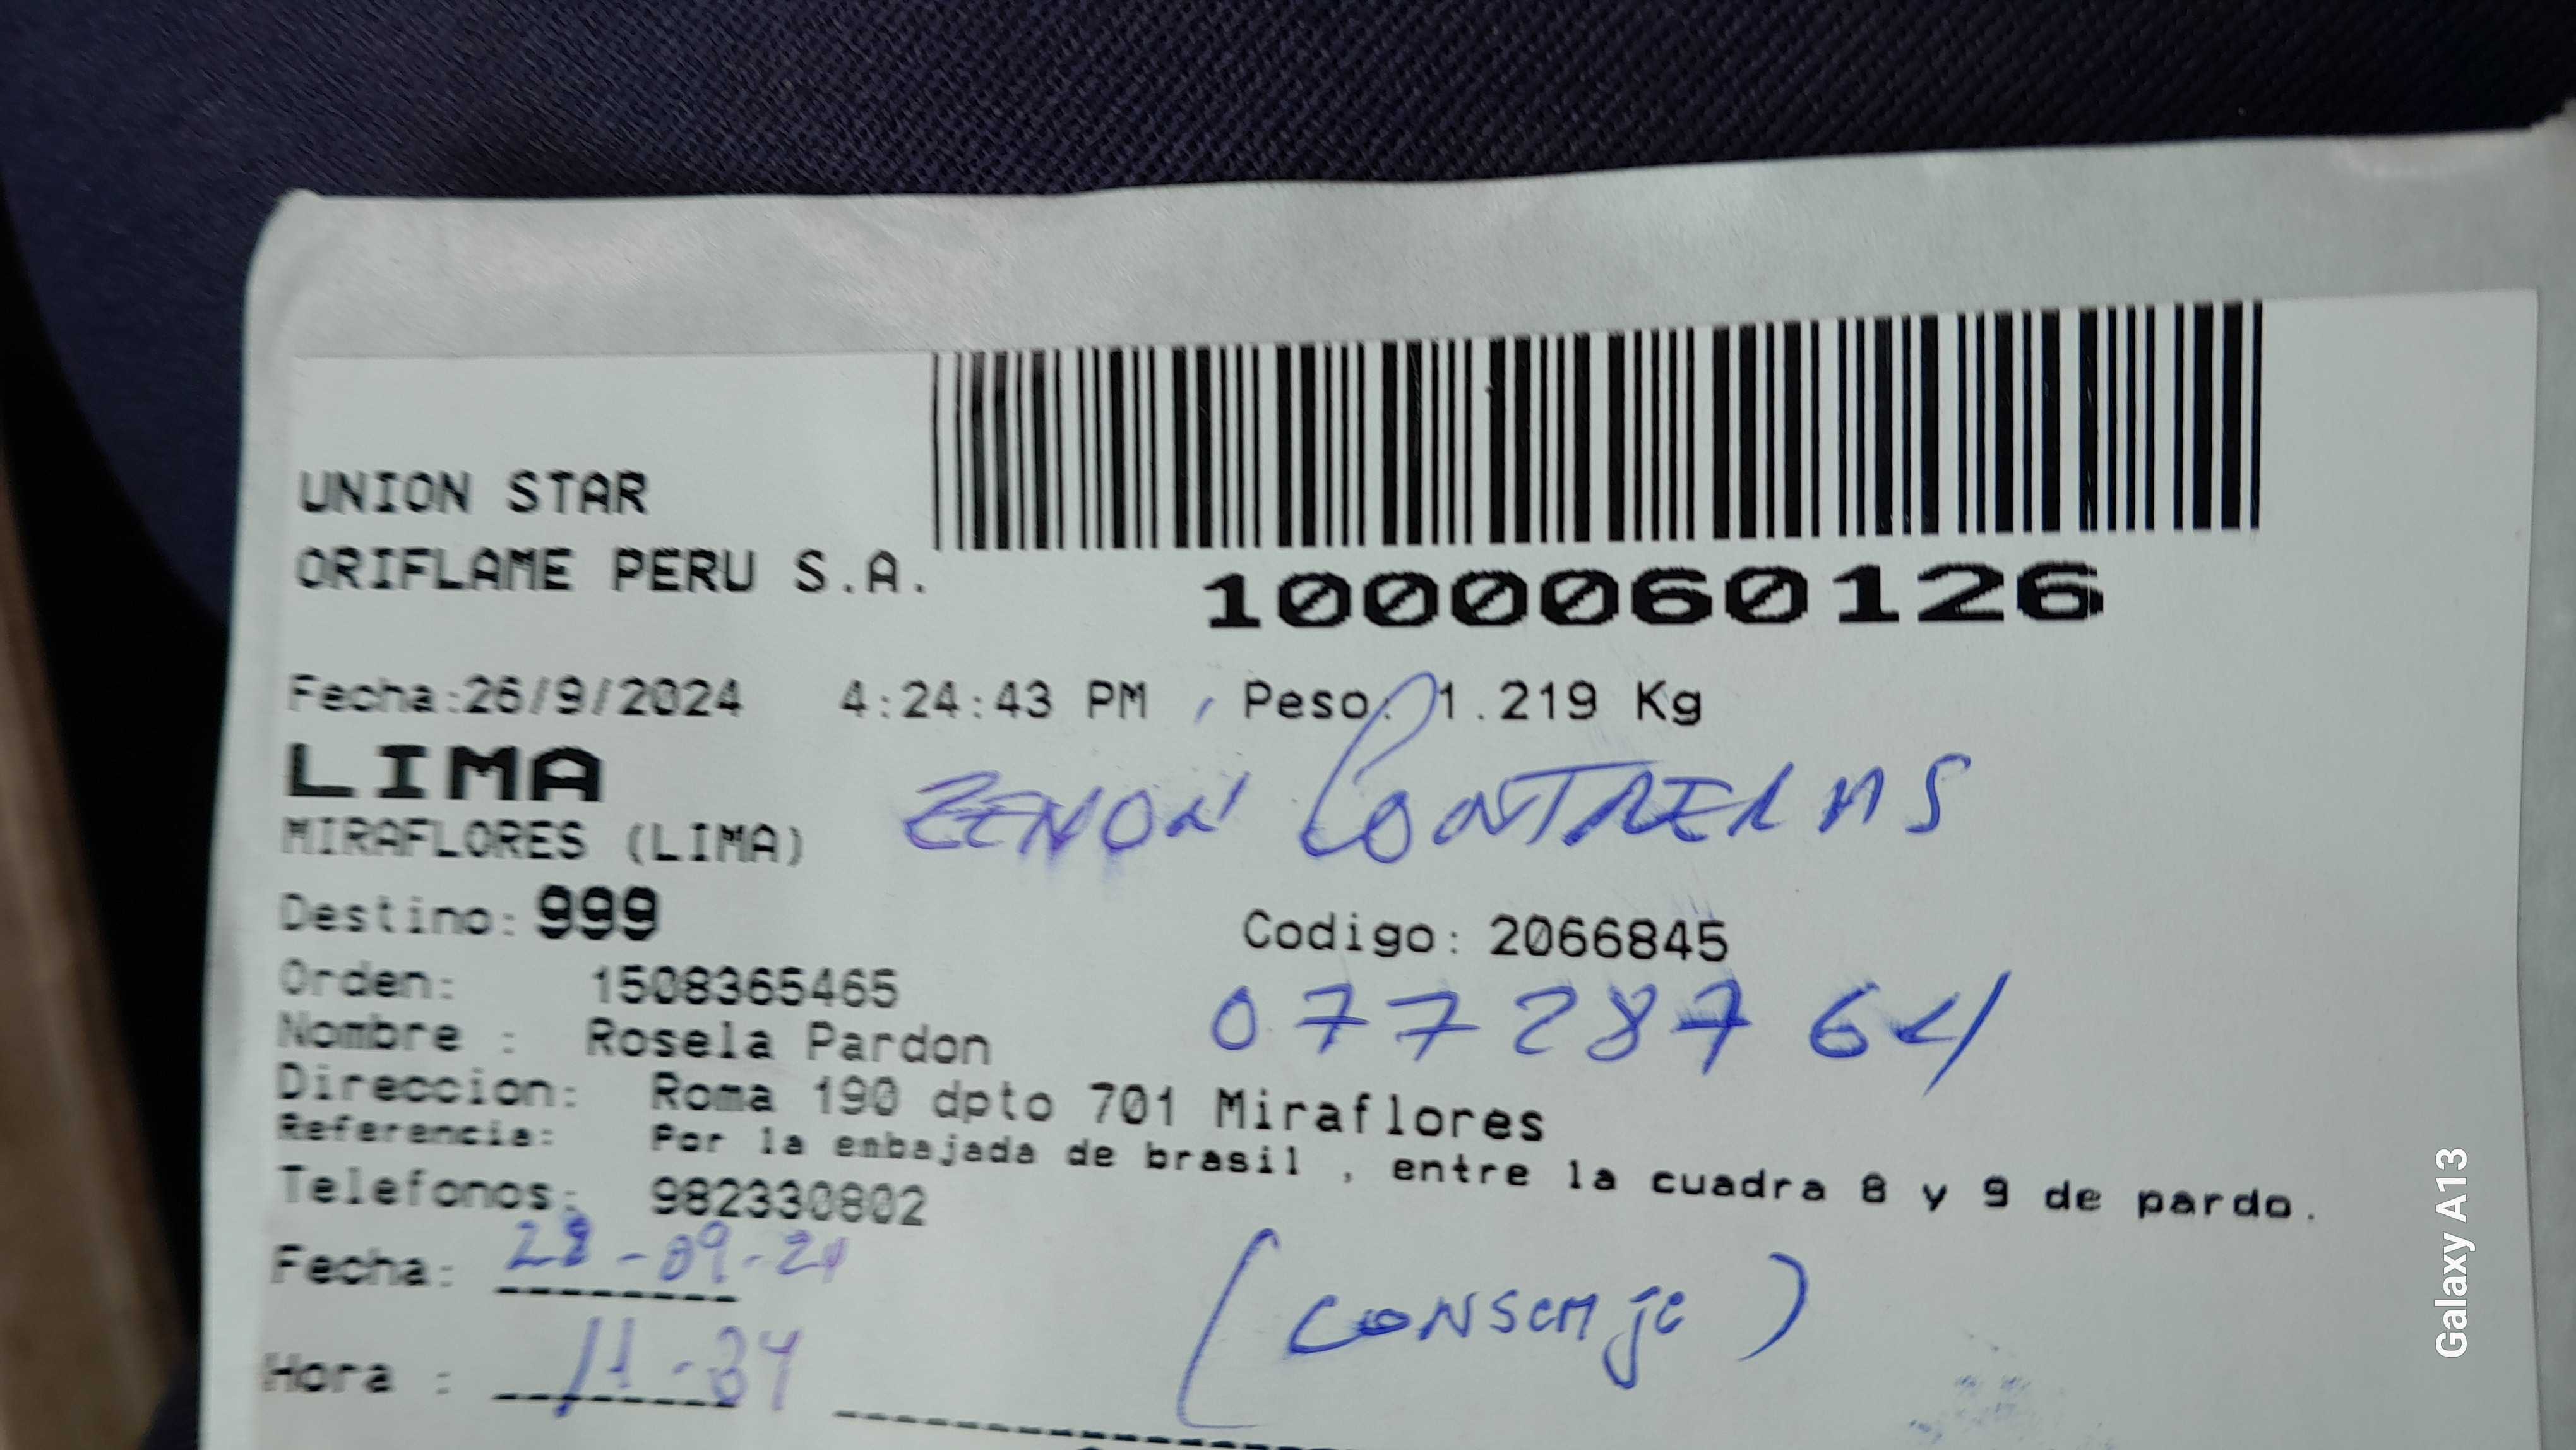 UNION STAR
ORIFLAME PERU S.A.
1000060126
Fecha:26/9/2024 4:24:43 PM Peso: 1.219 Kg
LIMA
MIRAFLORES (LIMA)
ZENON CONTRERAS
Destino: 999 Codigo: 2066845
Orden: 1508365465
07728764
Nombre : Rosela Pardon
Direccion: Roma 190 dpto 701 Miraflores
Referencia: Por la embajada de brasil , entre la cuadra 8 y 9 de pardo.
Telefonos: 982330802
Fecha: 28-09-24
(CONSERJE)
Hora : 11-34
Galaxy A13